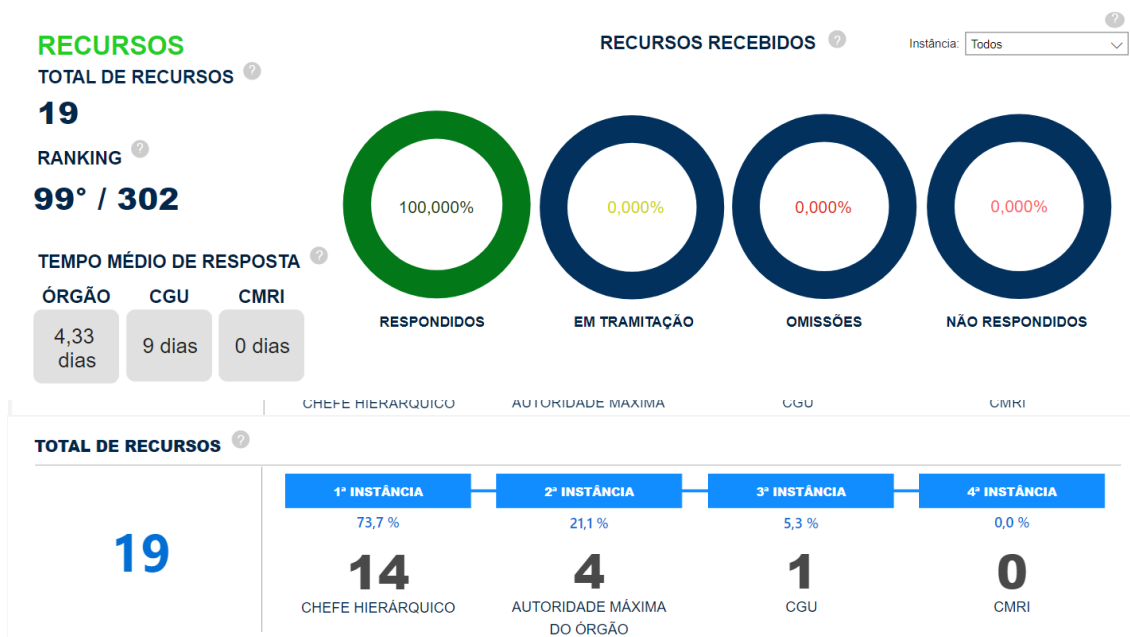 RECURSOS
TOTAL DE RECURSOS ?
19
RANKING ?
99° / 302
TEMPO MÉDIO DE RESPOSTA ?
ÓRGÃO CGU CMRI
4,33 dias
9 dias
0 dias
RECURSOS RECEBIDOS ?
?
Instância: Todos
100,000%
0,000%
0,000%
0,000%
RESPONDIDOS
EM TRAMITAÇÃO
OMISSÕES
NÃO RESPONDIDOS
CHEFE HIERÁRQUICO AUTORIDADE MÁXIMA CGU CMRI
TOTAL DE RECURSOS ?
19
1ª INSTÂNCIA 2ª INSTÂNCIA 3ª INSTÂNCIA 4ª INSTÂNCIA
73,7 % 21,1 % 5,3 % 0,0 %
14 4 1 0
CHEFE HIERÁRQUICO AUTORIDADE MÁXIMA CGU CMRI
DO ÓRGÃO